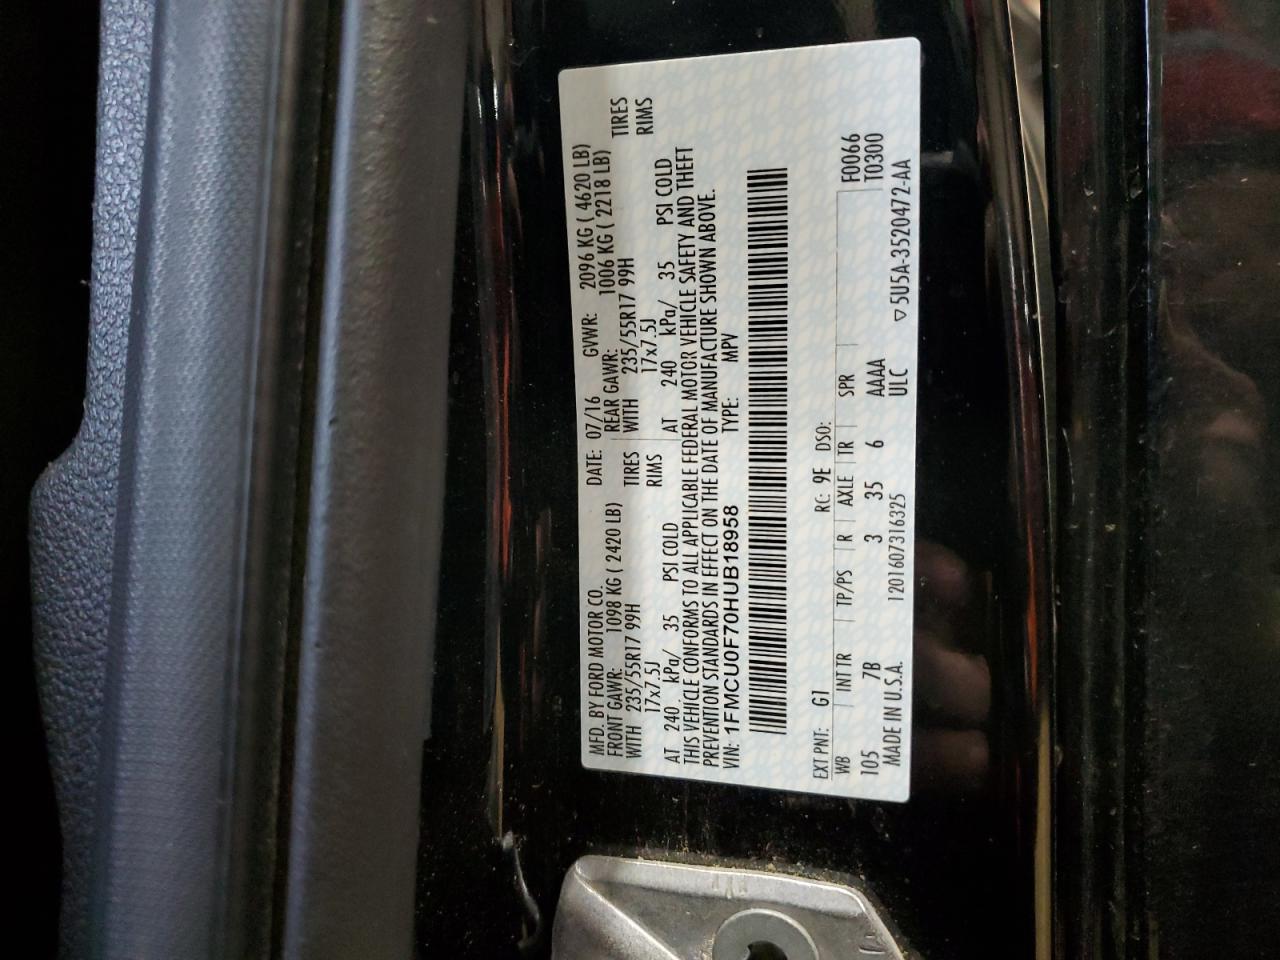 MFD. BY FORD MOTOR CO. DATE: 07/16 GVWR: 2096 KG ( 4620 LB)
FRONT GAWR: 1098 KG ( 2420 LB) REAR GAWR: 1006 KG ( 2218 LB)
WITH 235/55R17 99H TIRES WITH 235/55R17 99H TIRES
17x7.5J RIMS 17x7.5J RIMS
AT 240 kPa/ 35 PSI COLD AT 240 kPa/ 35 PSI COLD
THIS VEHICLE CONFORMS TO ALL APPLICABLE FEDERAL MOTOR VEHICLE SAFETY AND THEFT
PREVENTION STANDARDS IN EFFECT ON THE DATE OF MANUFACTURE SHOWN ABOVE.
VIN: 1FMCU0F70HUB18958 TYPE: MPV
EXT PNT: G1 RC: 9E DSO: F0066
WB INT TR TP/PS R AXLE TR SPR T0300
105 7B 3 35 6 AAAA
MADE IN U.S.A. 1201607316325 ULC ▽5U5A-3520472-AA